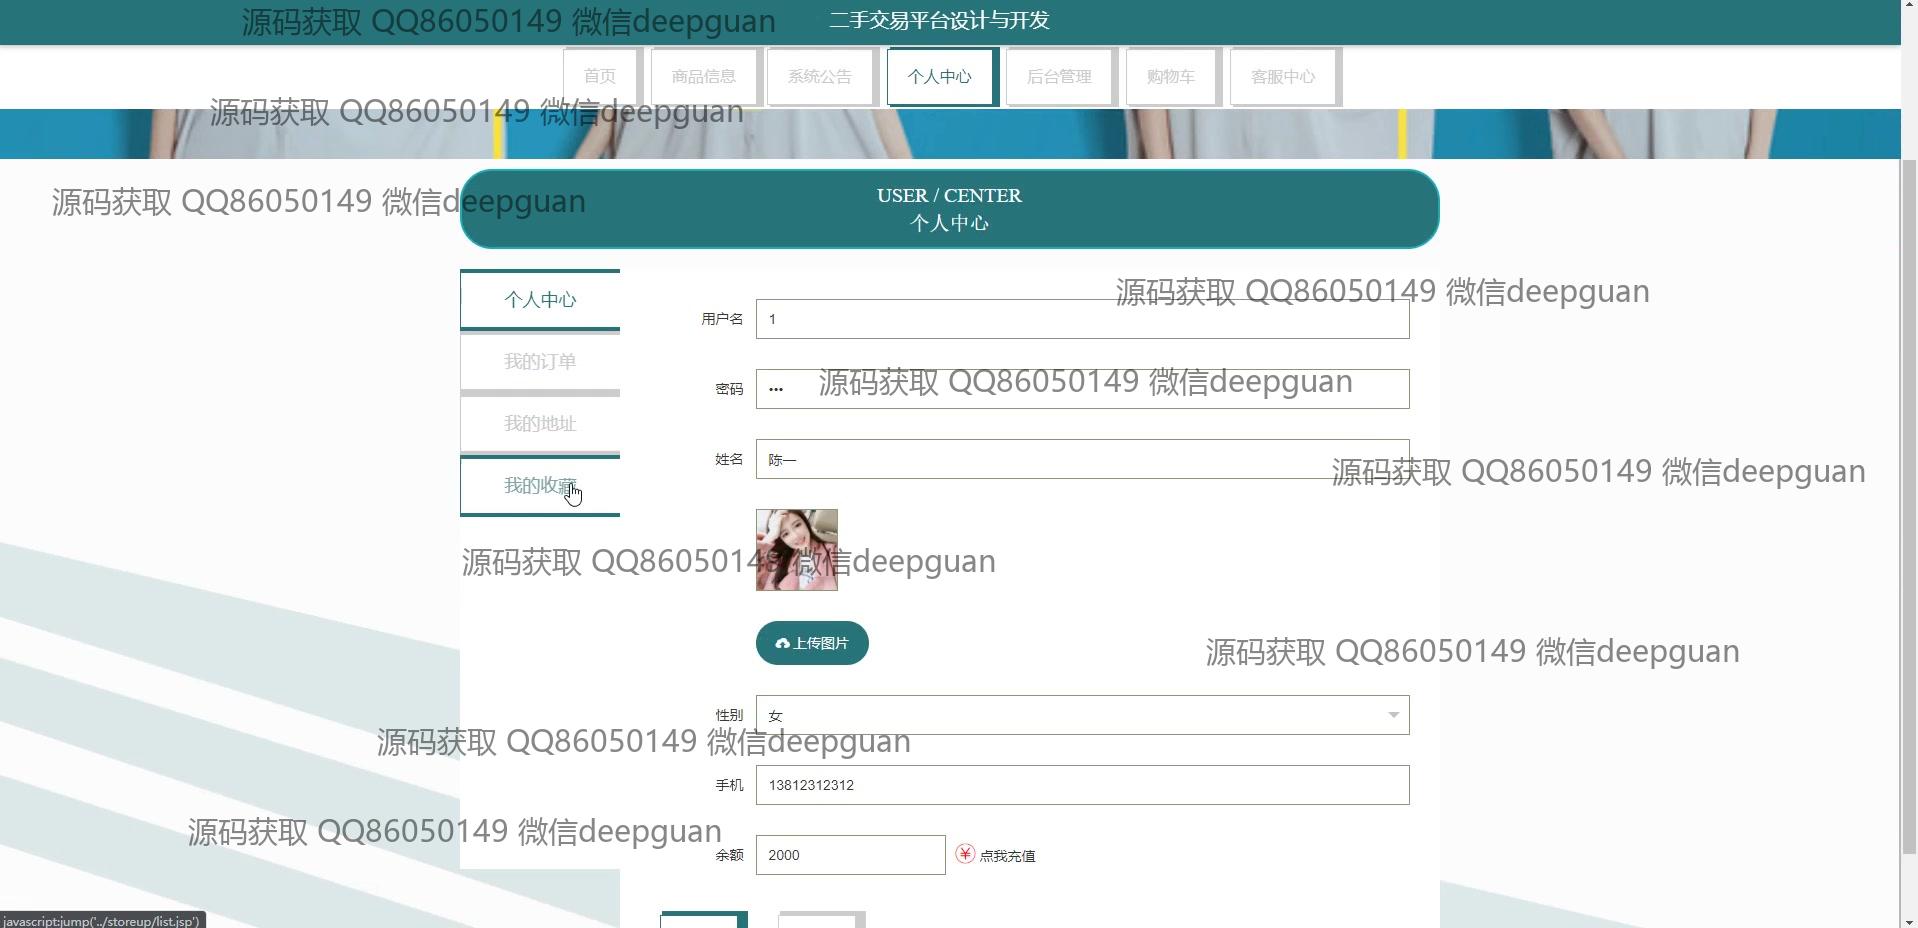 源码获取 QQ86050149 微信deepguan
二手交易平台设计与开发
首页
商品信息
系统公告
个人中心
后台管理
购物车
客服中心
源码获取 QQ86050149 微信deepguan
源码获取 QQ86050149 微信deepguan
USER / CENTER
个人中心
个人中心
我的订单
我的地址
我的收藏
源码获取 QQ86050149 微信deepguan
用户名 1
密码 •••
源码获取 QQ86050149 微信deepguan
姓名 陈一
源码获取 QQ86050149 微信deepguan
源码获取 QQ86050149 微信deepguan
上传图片
源码获取 QQ86050149 微信deepguan
性别 女
源码获取 QQ86050149 微信deepguan
手机 13812312312
源码获取 QQ86050149 微信deepguan
余额 2000 ¥ 点我充值
javascript:jump('../storeup/list.jsp')